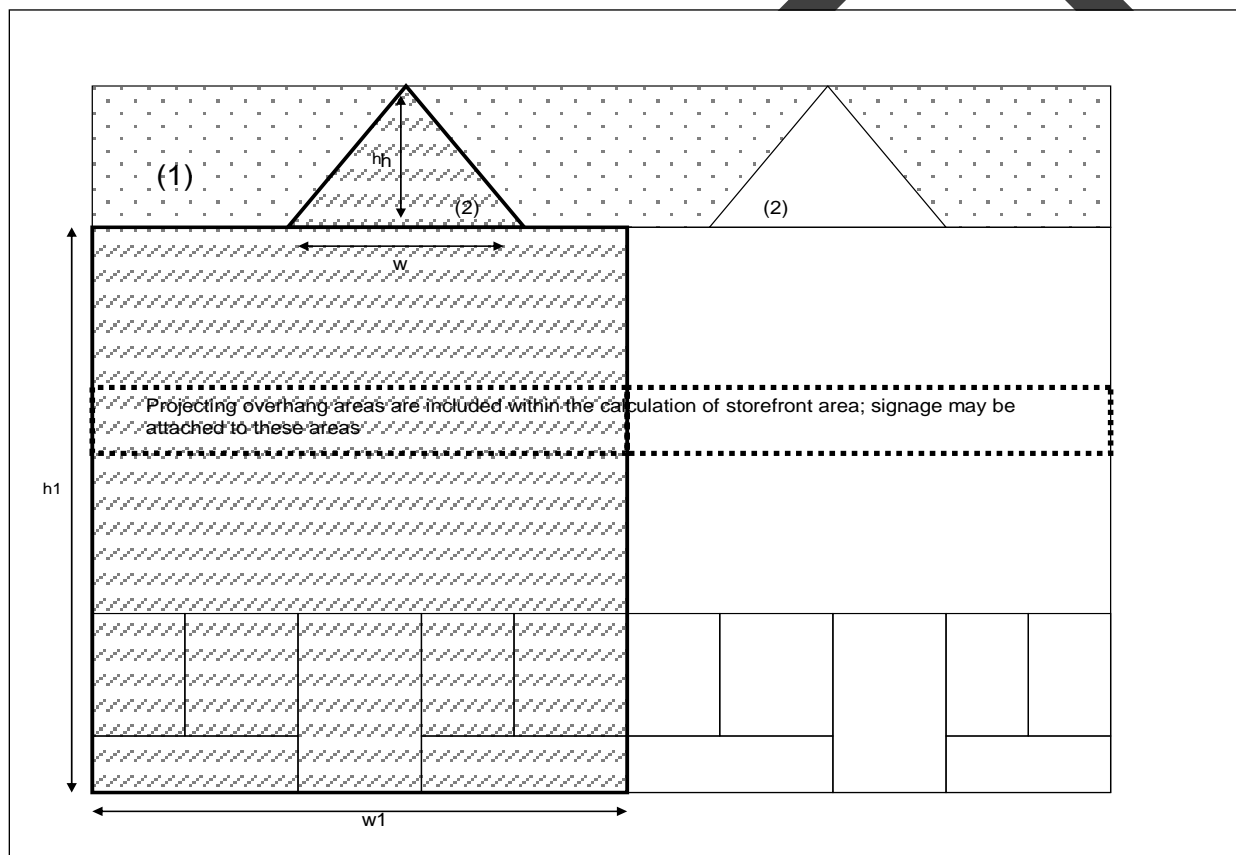 (1)
hh
(2)
(2)
w
Projecting overhang areas are included within the calculation of storefront area; signage may be
attached to these areas
h1
w1